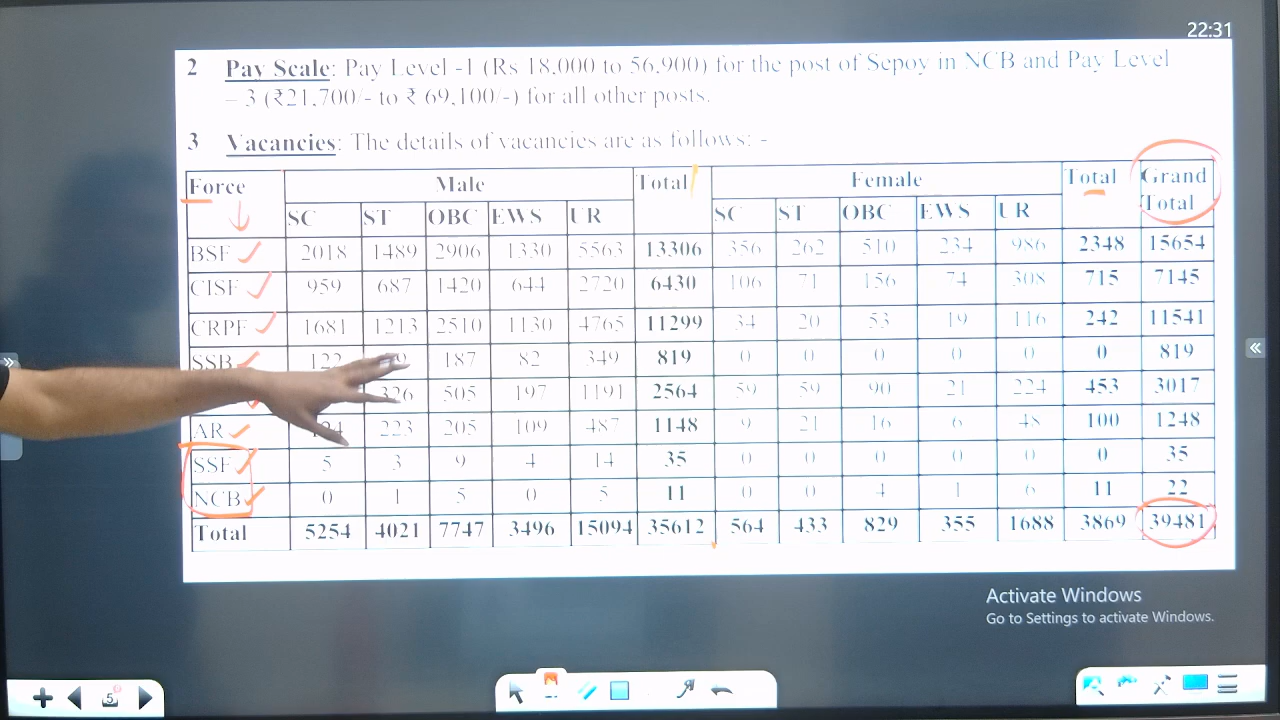 22:31
2 Pay Scale: Pay Level -1 (Rs 18,000 to 56,900) for the post of Sepoy in NCB and Pay Level
– 3 (₹21,700/- to ₹ 69,100/-) for all other posts.
3 Vacancies: The details of vacancies are as follows: -
Force Male Total Female Total Grand Total
SC ST OBC EWS UR SC ST OBC EWS UR
BSF 2018 1489 1330 5563 13306 356 262 510 234 986 2348 15654
CISF 959 687 1420 644 2720 6430 106 71 156 74 308 715 7145
CRPF 1681 1213 2510 1130 4765 11299 34 20 53 19 116 242 11541
SSB 122 187 82 349 819 0 0 0 0 0 0 819
326 505 197 1191 2564 59 59 90 21 224 453 3017
AR 223 205 109 487 1148 9 21 16 6 48 100 1248
SSF 5 3 9 4 14 35 0 0 0 0 0 0 35
NCB 0 1 5 0 5 11 0 0 4 1 6 11 22
Total 5254 4021 7747 3496 15094 35612 564 433 829 355 1688 3869 39481
Activate Windows
Go to Settings to activate Windows.
5